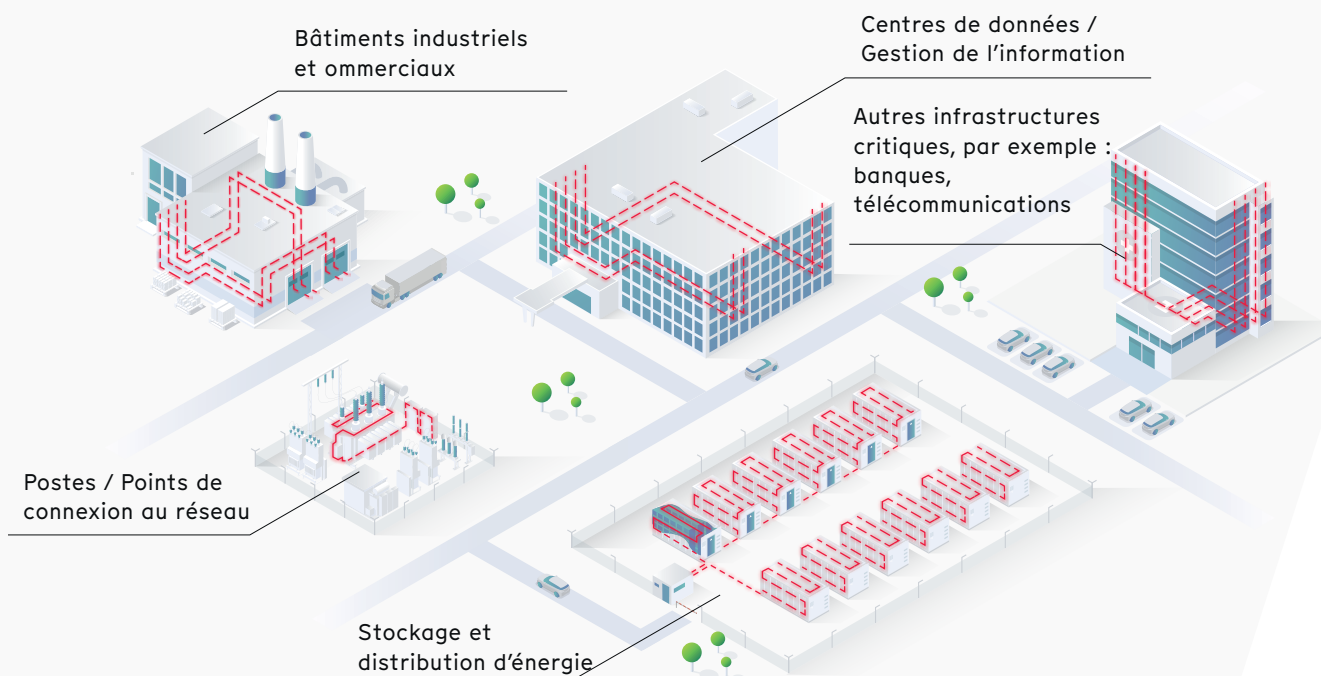 Bâtiments industriels
et ommerciaux
Centres de données /
Gestion de l'information
Autres infrastructures
critiques, par exemple :
banques,
télécommunications
Postes / Points de
connexion au réseau
Stockage et
distribution d'énergie